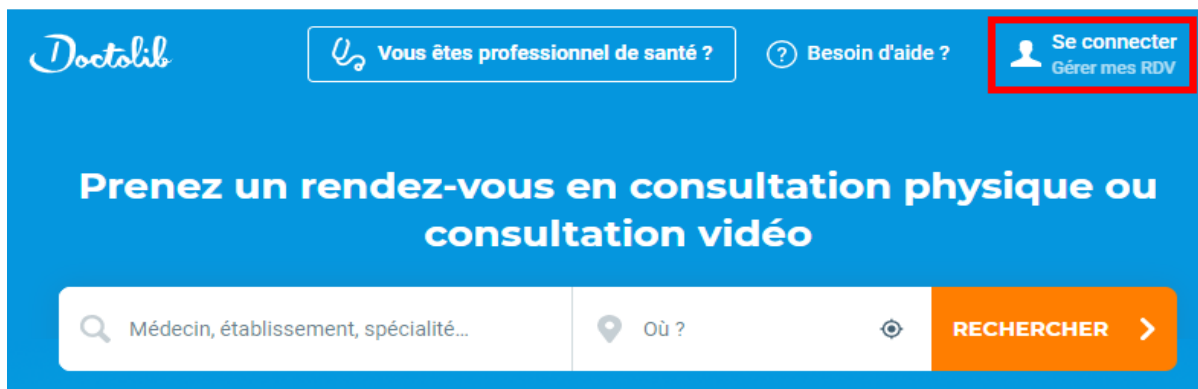 Doctolib
Vous êtes professionnel de santé ?
? Besoin d'aide ?
Se connecter
Gérer mes RDV
Prenez un rendez-vous en consultation physique ou
consultation vidéo
Médecin, établissement, spécialité...
Où ?
RECHERCHER